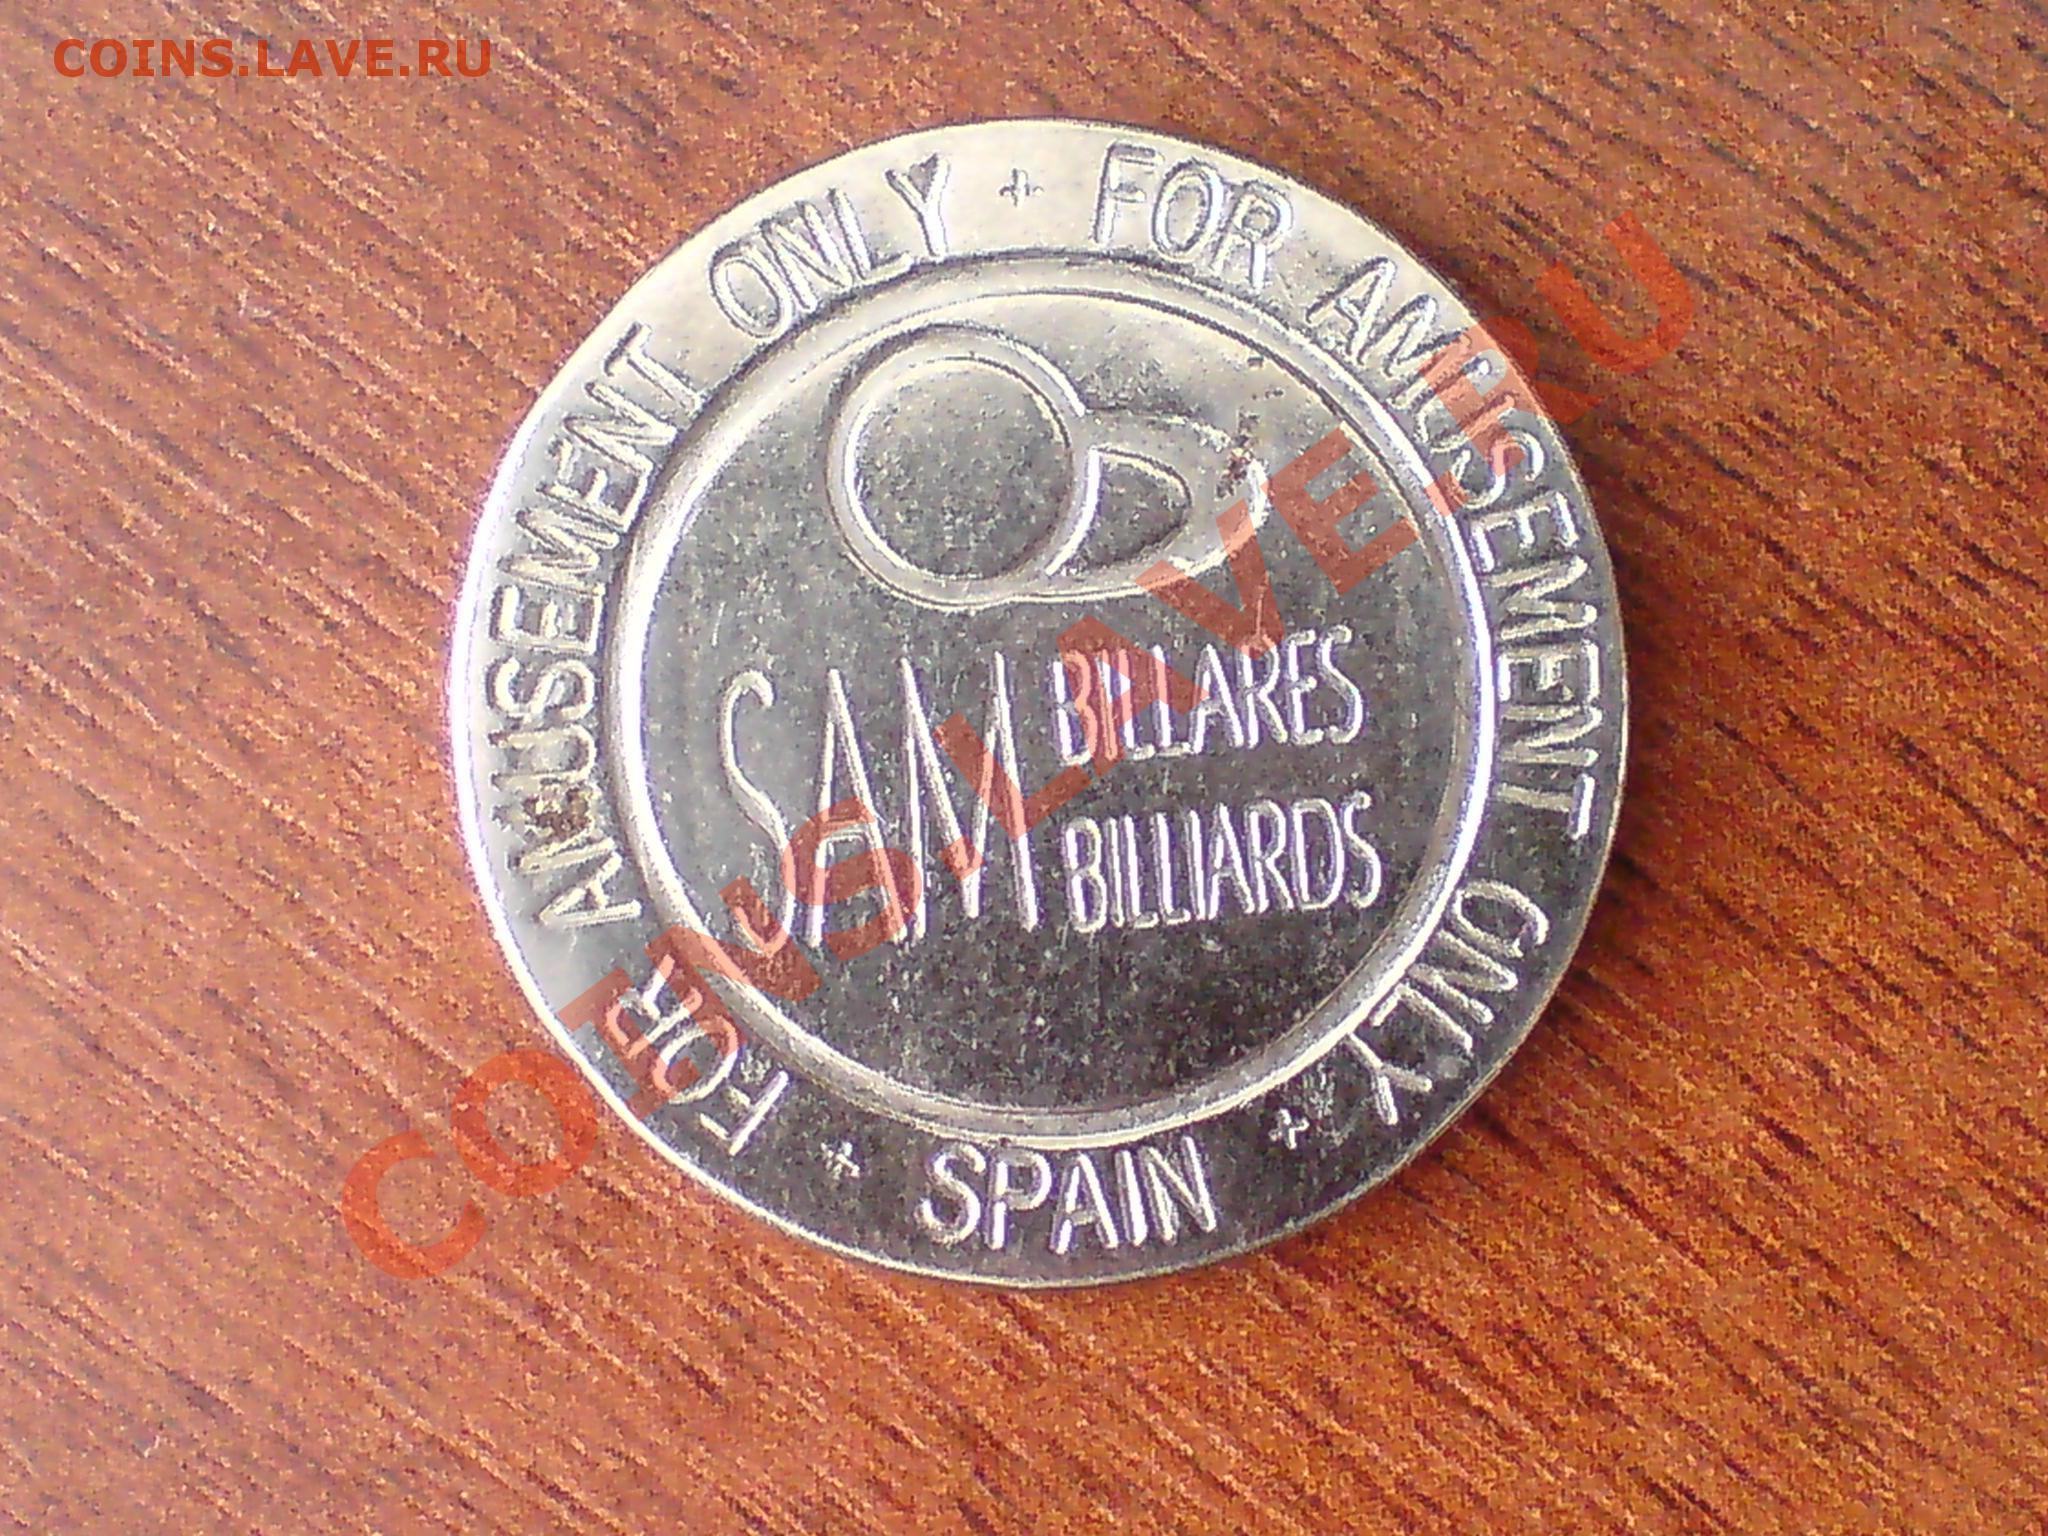 COINS.LAVE.RU
FOR AMUSEMENT ONLY + FOR AMUSEMENT ONLY + SPAIN +
SAM
BILLARES
BILLIARDS
COINS.LAVE.RU